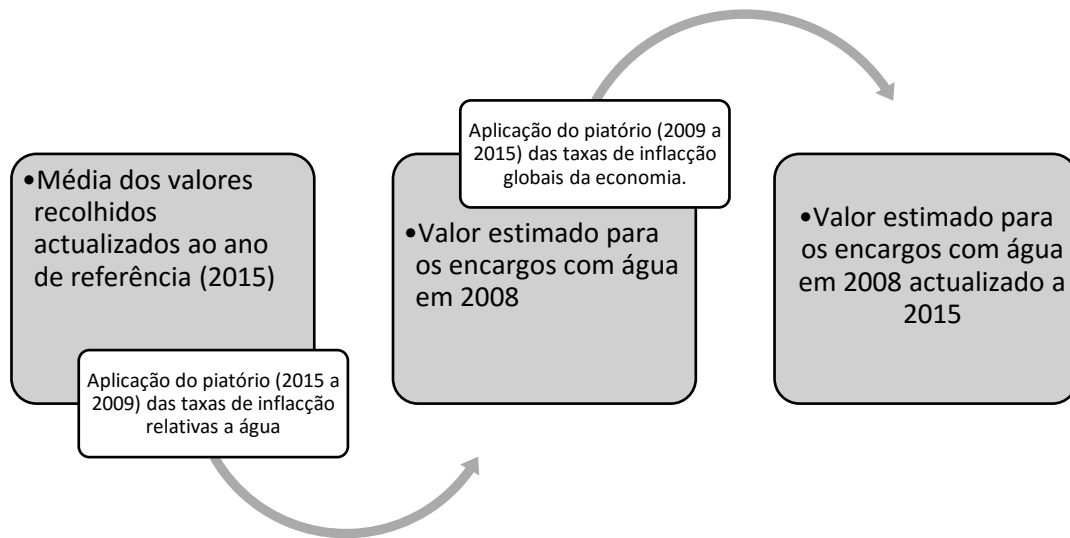 •Média dos valores
recolhidos
actualizados ao ano
de referência (2015)
Aplicação do piatório (2015 a
2009) das taxas de inflacção
relativas a água
•Valor estimado para
os encargos com água
em 2008
Aplicação do piatório (2009 a
2015) das taxas de inflacção
globais da economia.
•Valor estimado para
os encargos com água
em 2008 actualizado a
2015